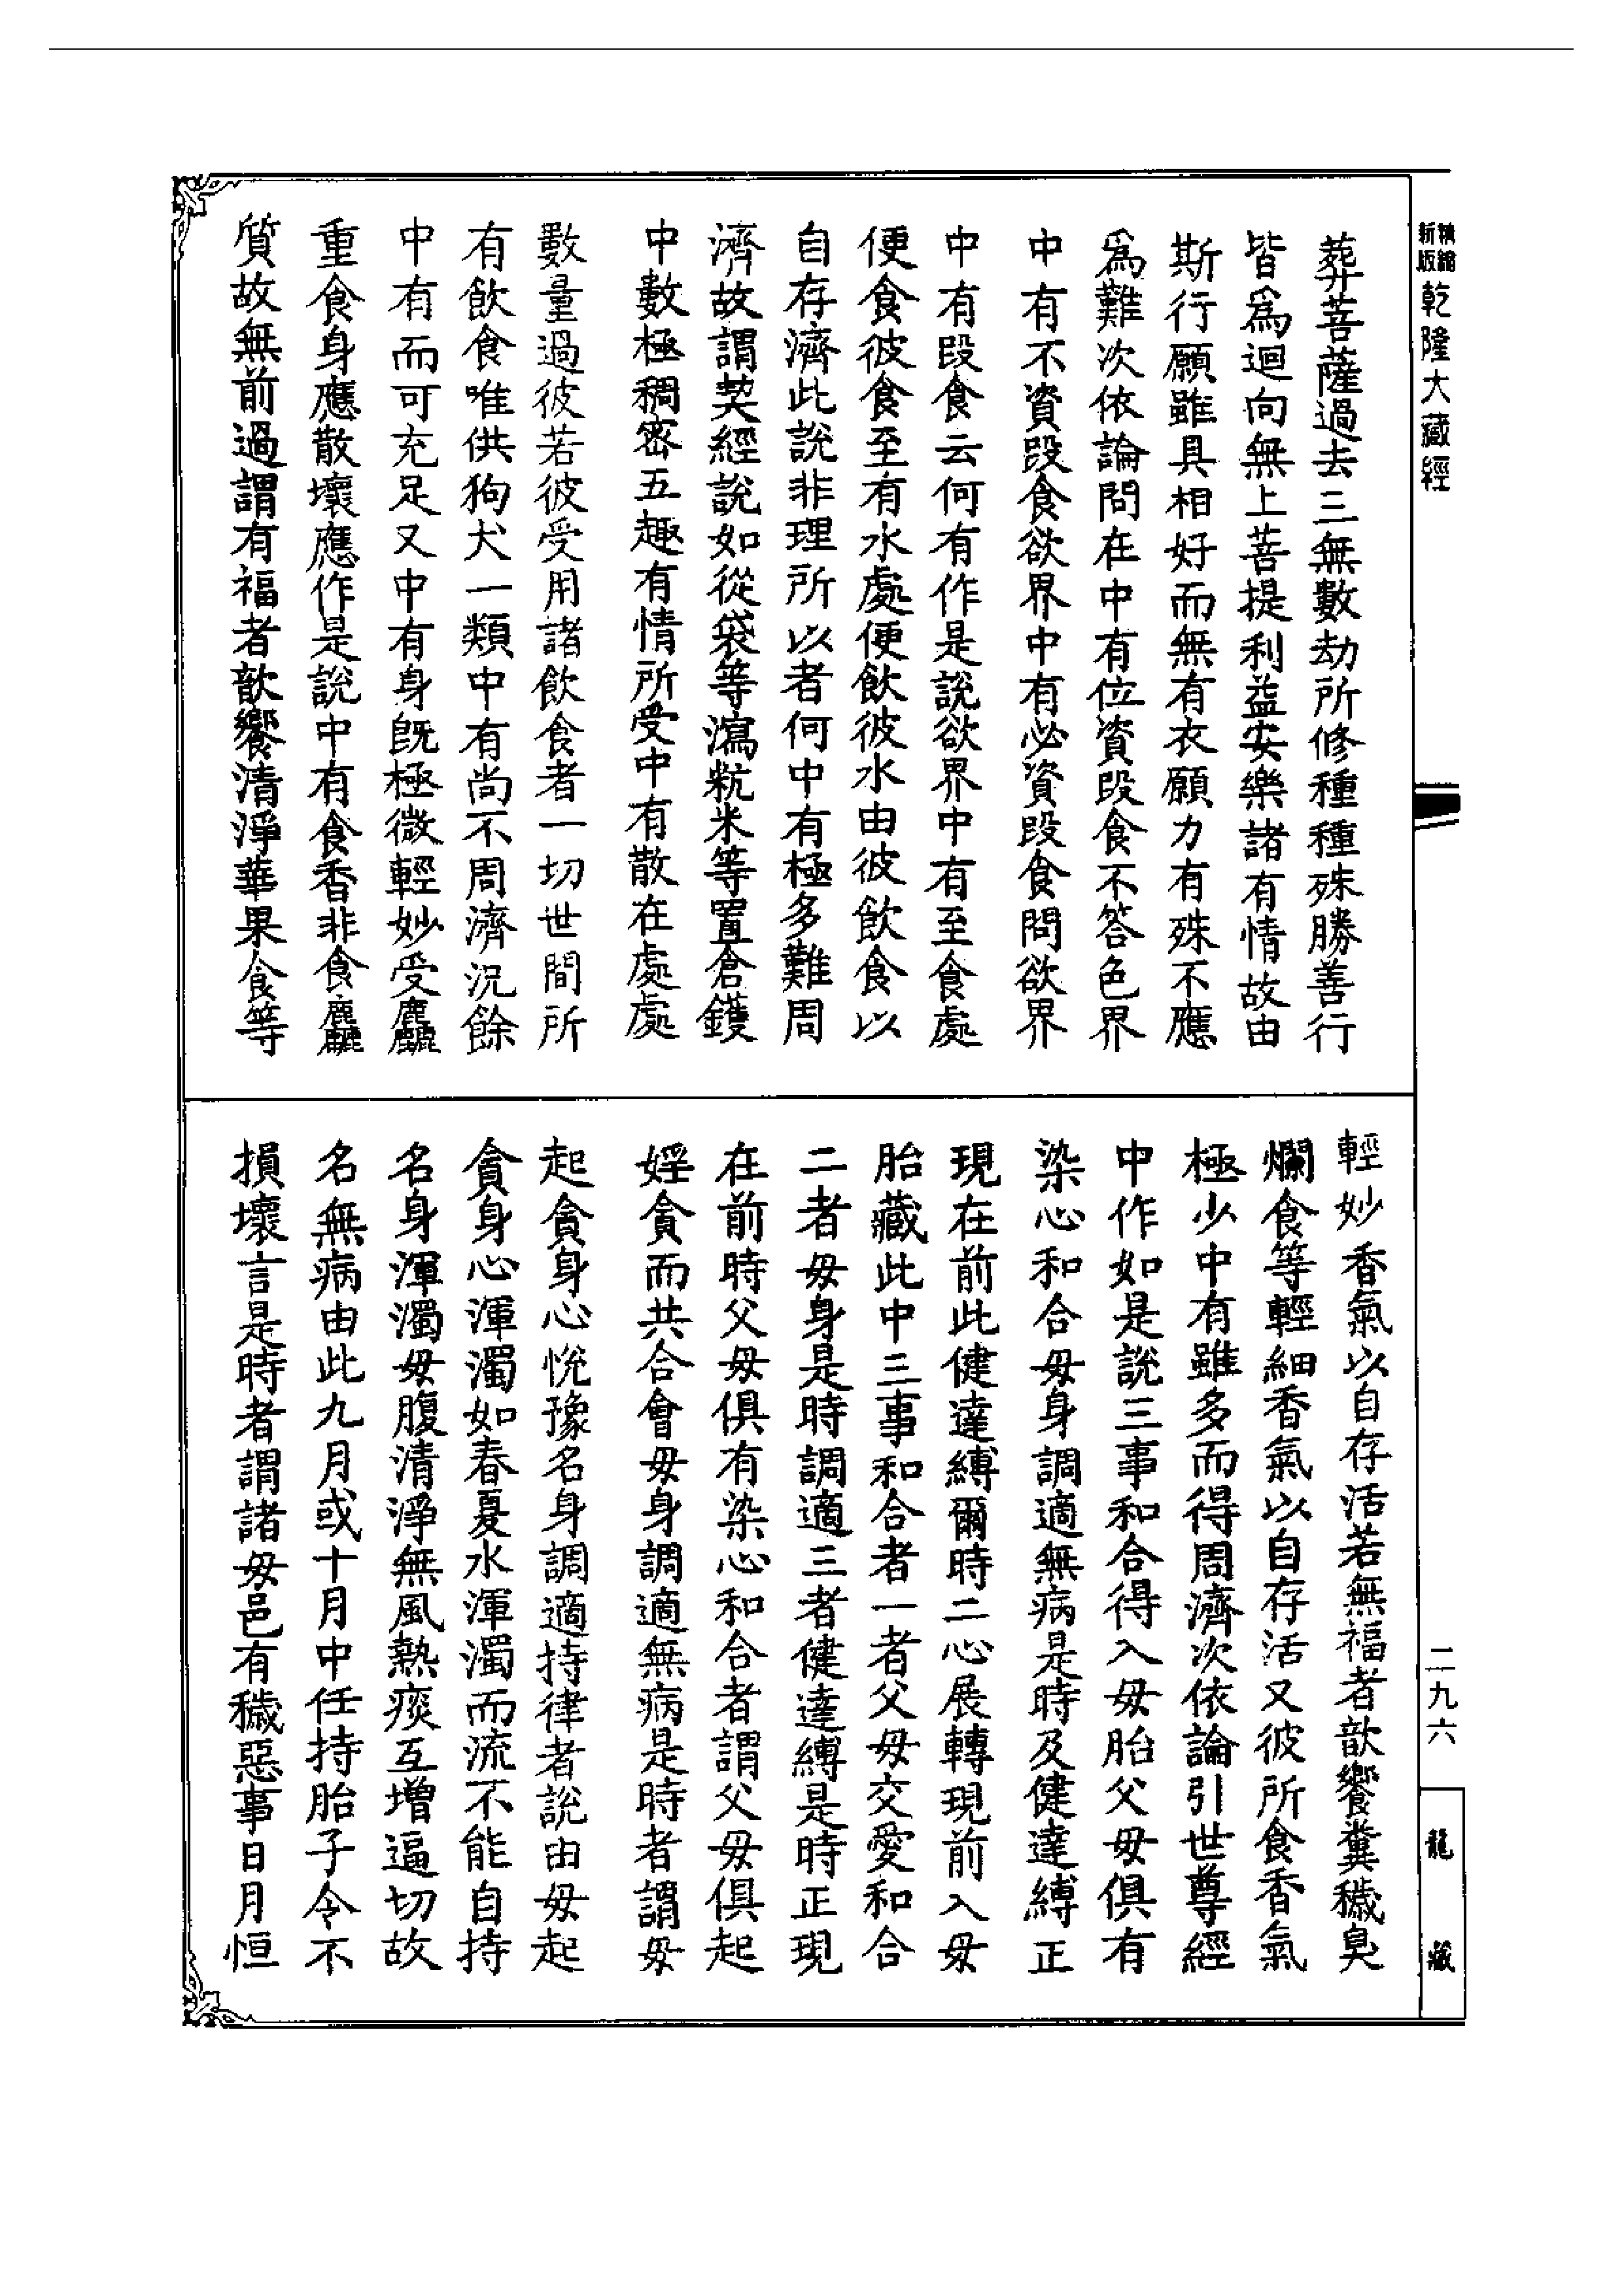 精縮
新版
乾隆大藏經
葬菩薩過去三無數劫所修種種殊勝善行
皆為迴向無上菩提利益安樂諸有情故由
斯行願雖具相好而無有衣願力有殊不應
為難次依論問在中有位資段食不答色界
中有不資段食欲界中有必資段食問欲界
中有段食云何有作是說欲界中有至食處
便食彼食至有水處便飲彼水由彼飲食以
自存濟此說非理所以者何中有極多難周
濟故謂契經說如從袋等瀉粇米等置倉鑊
中數極稠密五趣有情所受中有散在處處
數量過彼若彼受用諸飲食者一切世間所
有飲食唯供狗犬一類中有尚不周濟況餘
中有而可充足又中有身旣極微輕妙受麤
重食身應散壞應作是說中有食香非食麤
質故無前過謂有福者歆饗清淨華果食等
輕妙香氣以自存活若無福者歆饗糞穢臭
爛食等輕細香氣以自存活又彼所食香氣
極少中有雖多而得周濟次依論引世尊經
中作如是說三事和合得入母胎父母俱有
染心和合母身調適無病是時及健達縛正
現在前此健達縛爾時二心展轉現前入母
胎藏此中三事和合者一者父母交愛和合
二者母身是時調適三者健達縛是時正現
在前時父母俱有染心和合者謂父母俱起
婬貪而共合會母身調適無病是時者謂母
起貪身心悅豫名身調適持律者說由母起
貪身心渾濁如春夏水渾濁而流不能自持
名身渾濁母腹清淨無風熱痰互增逼切故
名無病由此九月或十月中任持胎子令不
損壞言是時者謂諸母邑有穢惡事日月恒
二九六
龍藏